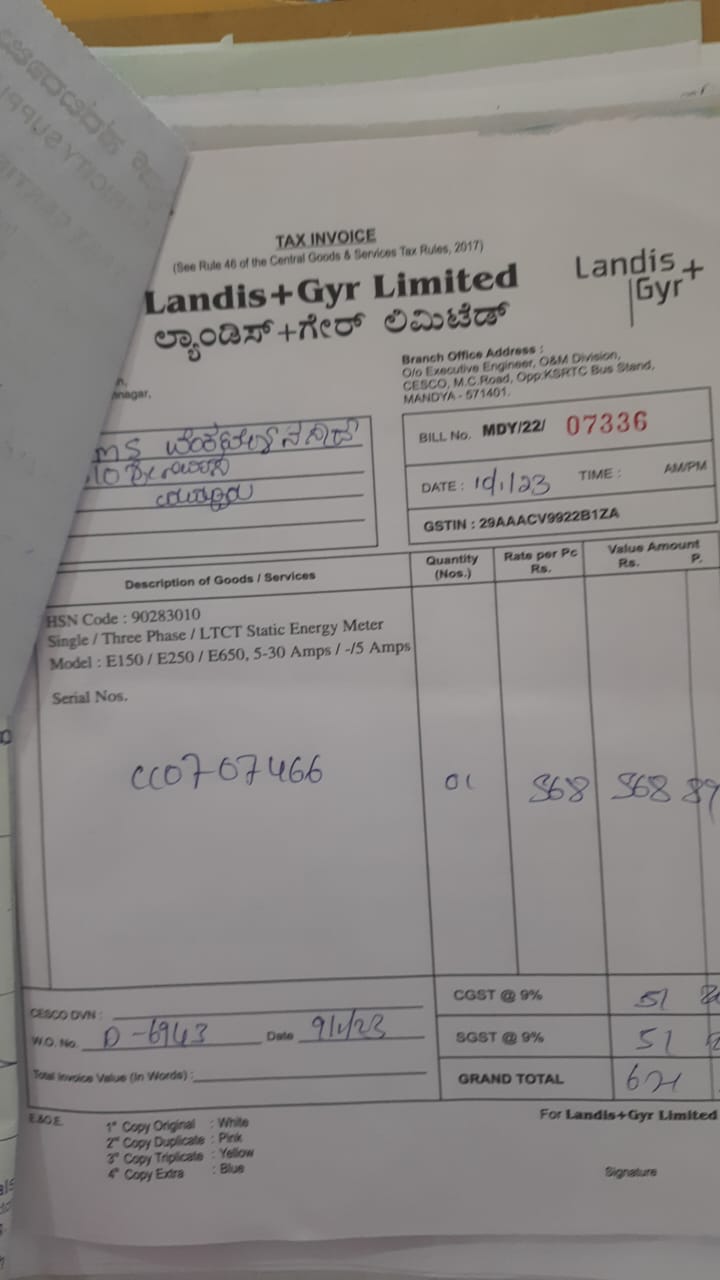 TAX INVOICE
(See Rule 46 of the Central Goods & Services Tax Rules, 2017)
Landis+Gyr Limited
ಲ್ಯಾಂಡಿಸ್+ಗೇರ್ ಲಿಮಿಟೆಡ್
Landis+
Gyr
nagar,
Branch Office Address :
O/o Executive Engineer, O&M Division,
CESCO, M.C.Road, Opp:KSRTC Bus Stand,
MANDYA - 571401.
BILL No. MDY/22/ 07336
DATE : 10/1/23 TIME : AM/PM
GSTIN : 29AAACV9922B1ZA
Description of Goods / Services
Quantity (Nos.)
Rate per Pc Rs.
Value Amount Rs. P.
HSN Code : 90283010
Single / Three Phase / LTCT Static Energy Meter
Model : E150 / E250 / E650, 5-30 Amps / -/5 Amps
Serial Nos.
CC0707466 01 568 568 89
CGST @ 9% 51
SGST @ 9% 51
GRAND TOTAL 671
CESCO DVN :
W.O. No. D-6943 Date 9/1/23
Total Invoice Value (In Words) :
E&O.E.
1st Copy Original : White
2nd Copy Duplicate : Pink
3rd Copy Triplicate : Yellow
4th Copy Extra : Blue
For Landis+Gyr Limited
Signature